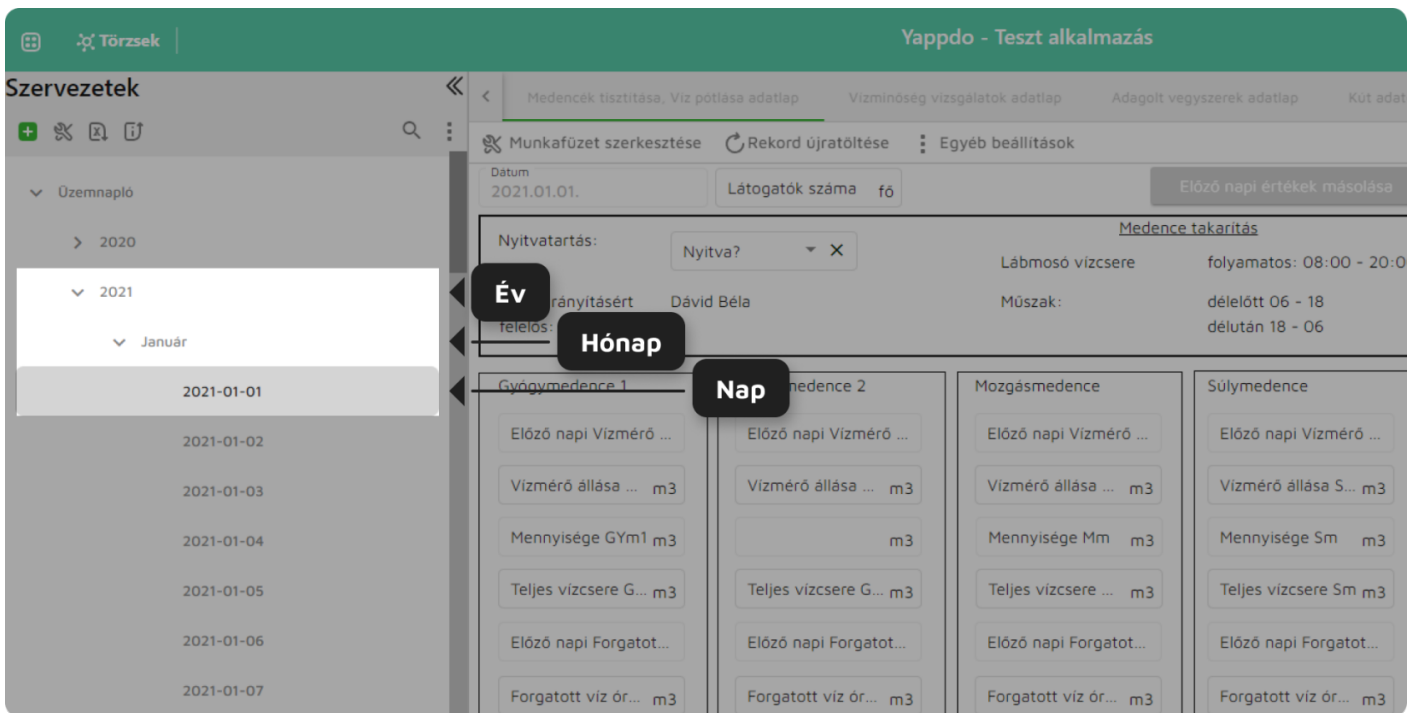 Törzsek
Yappdo - Teszt alkalmazás
Szervezetek
Üzemnapló
2020
2021
Január
2021-01-01
2021-01-02
2021-01-03
2021-01-04
2021-01-05
2021-01-06
2021-01-07
Év
Hónap
Nap
Medencék tisztítása, Víz pótlása adatlap
Vízminőség vizsgálatok adatlap
Adagolt vegyszerek adatlap
Kút adat
Munkafüzet szerkesztése
Rekord újratöltése
Egyéb beállítások
Dátum
2021.01.01.
Látogatók száma fő
Előző napi értékek másolása
Nyitvatartás:
Nyitva?
Medence takarítás
Lábmosó vízcsere folyamatos: 08:00 - 20:0
rányításért Dávid Béla
felelős:
Műszak: délelőtt 06 - 18
délután 18 - 06
Gyógymedence 1
Előző napi Vízmérő ...
Vízmérő állása ... m3
Mennyisége GYm1 m3
Teljes vízcsere G... m3
Előző napi Forgatot...
Forgatott víz ór... m3
medence 2
Előző napi Vízmérő ...
Vízmérő állása ... m3
m3
Teljes vízcsere G... m3
Előző napi Forgatot...
Forgatott víz ór... m3
Mozgásmedence
Előző napi Vízmérő ...
Vízmérő állása ... m3
Mennyisége Mm m3
Teljes vízcsere ... m3
Előző napi Forgatot...
Forgatott víz ór... m3
Súlymedence
Előző napi Vízmérő ...
Vízmérő állása S... m3
Mennyisége Sm m3
Teljes vízcsere Sm m3
Előző napi Forgatot...
Forgatott víz ór... m3